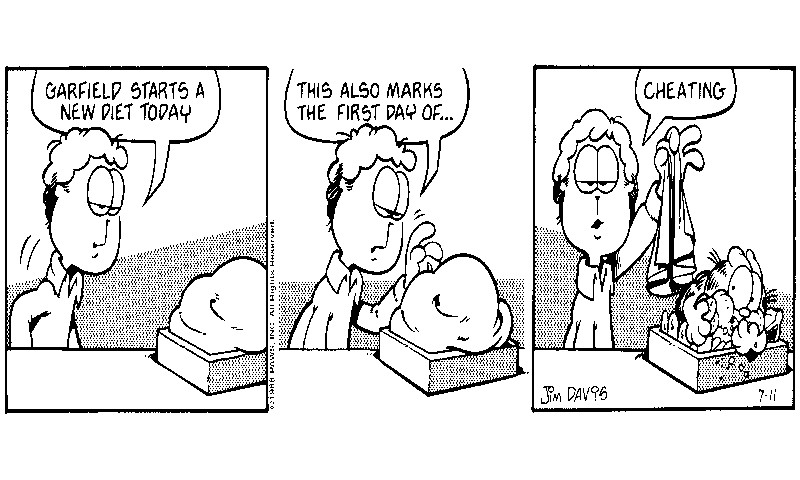 GARFIELD STARTS A
NEW DIET TODAY
THIS ALSO MARKS
THE FIRST DAY OF...
CHEATING
JIM DAVIS
7-11